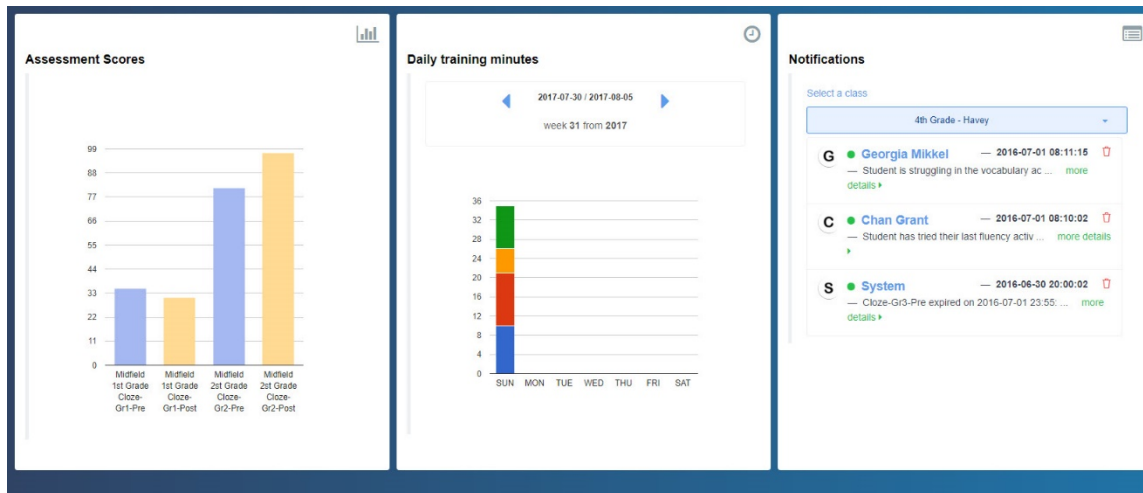 Assessment Scores
99
88
77
66
55
44
33
22
11
0
Midfield
1st Grade
Cloze-
Gr1-Pre
Midfield
1st Grade
Cloze-
Gr1-Post
Midfield
2st Grade
Cloze-
Gr2-Pre
Midfield
2st Grade
Cloze-
Gr2-Post
Daily training minutes
2017-07-30 / 2017-08-05
week 31 from 2017
36
32
28
24
20
16
12
8
4
0
SUN MON TUE WED THU FRI SAT
Notifications
Select a class
4th Grade - Havey
G Georgia Mikkel — 2016-07-01 08:11:15
— Student is struggling in the vocabulary ac ... more
details
C Chan Grant — 2016-07-01 08:10:02
— Student has tried their last fluency activ ... more details
S System — 2016-06-30 20:00:02
— Cloze-Gr3-Pre expired on 2016-07-01 23:55: ... more
details